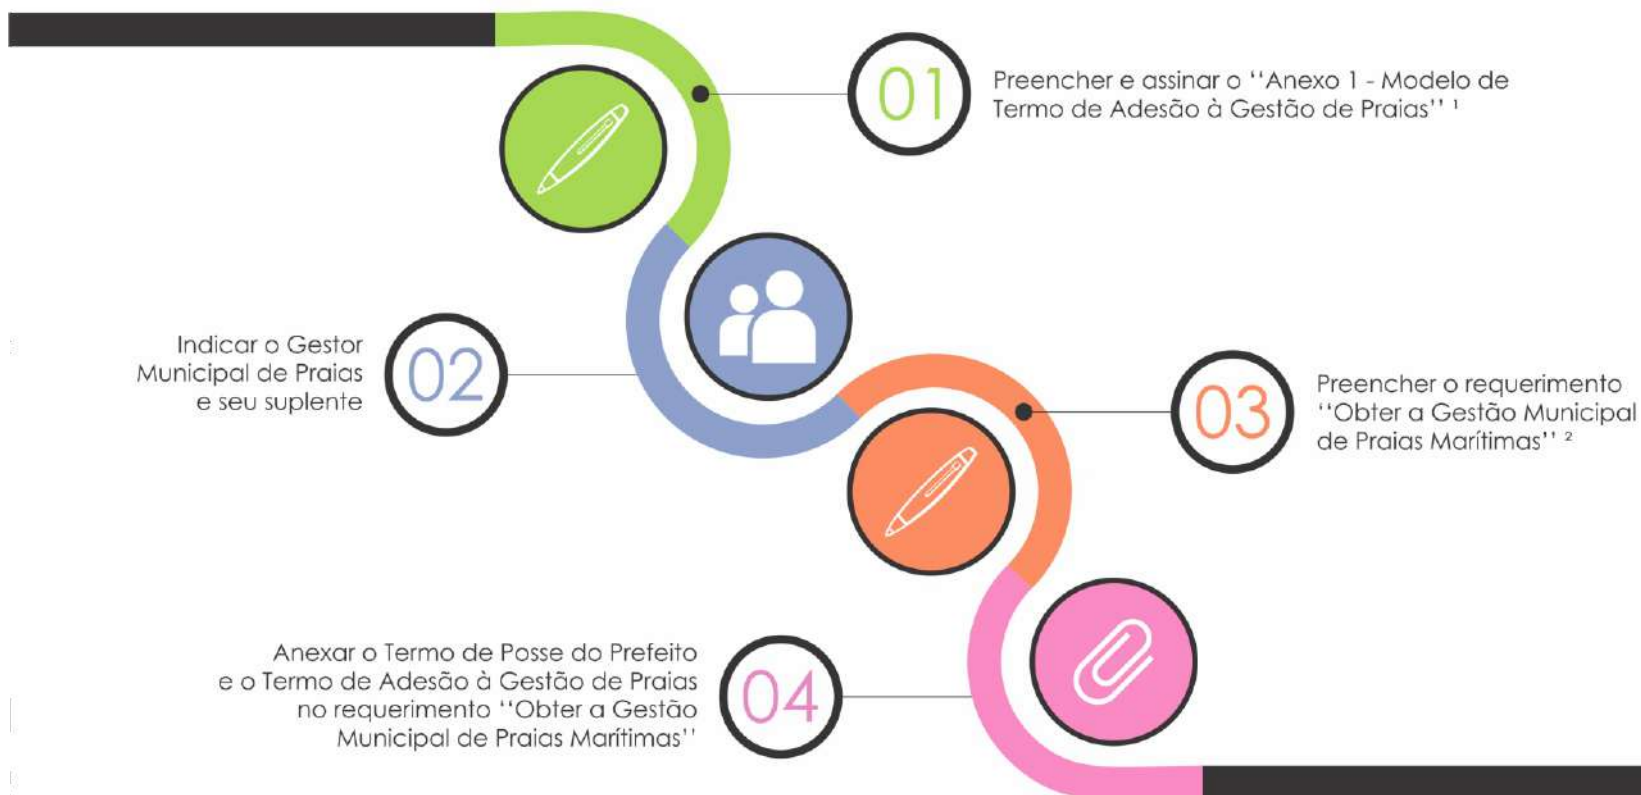 01
Preencher e assinar o ''Anexo 1 - Modelo de
Termo de Adesão à Gestão de Praias'' ¹
02
Indicar o Gestor
Municipal de Praias
e seu suplente
03
Preencher o requerimento
''Obter a Gestão Municipal
de Praias Marítimas'' ²
04
Anexar o Termo de Posse do Prefeito
e o Termo de Adesão à Gestão de Praias
no requerimento ''Obter a Gestão
Municipal de Praias Marítimas''